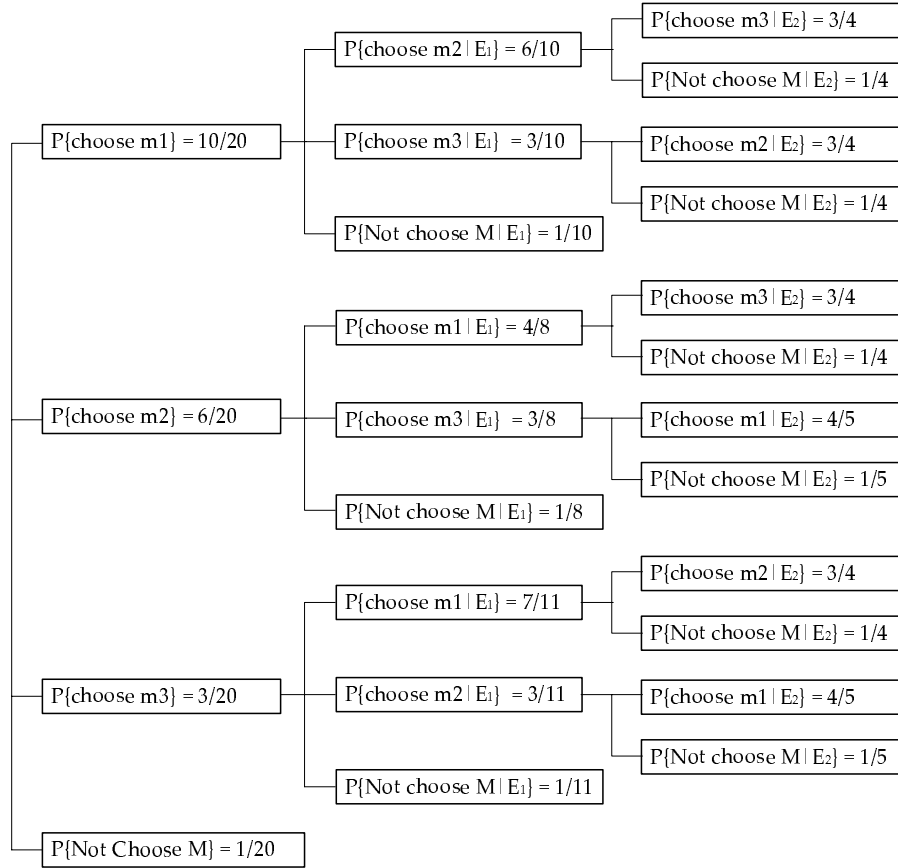 P{choose m3 | E₂} = 3/4
P{choose m2 | E₁} = 6/10
P{Not choose M | E₂} = 1/4
P{choose m1} = 10/20
P{choose m3 | E₁} = 3/10
P{choose m2 | E₂} = 3/4
P{Not choose M | E₂} = 1/4
P{Not choose M | E₁} = 1/10
P{choose m3 | E₂} = 3/4
P{choose m1 | E₁} = 4/8
P{Not choose M | E₂} = 1/4
P{choose m2} = 6/20
P{choose m3 | E₁} = 3/8
P{choose m1 | E₂} = 4/5
P{Not choose M | E₂} = 1/5
P{Not choose M | E₁} = 1/8
P{choose m2 | E₂} = 3/4
P{choose m1 | E₁} = 7/11
P{Not choose M | E₂} = 1/4
P{choose m3} = 3/20
P{choose m2 | E₁} = 3/11
P{choose m1 | E₂} = 4/5
P{Not choose M | E₂} = 1/5
P{Not choose M | E₁} = 1/11
P{Not Choose M} = 1/20